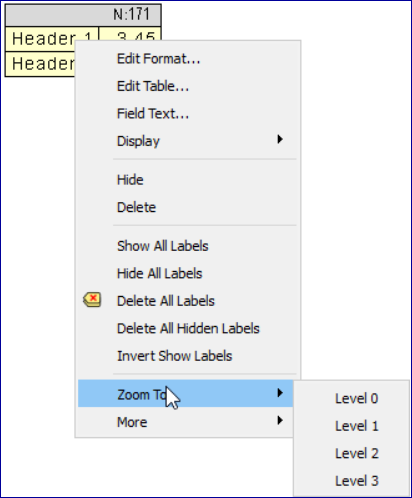 N:171
Header 1 3.45
Header
Edit Format...
Edit Table...
Field Text...
Display
Hide
Delete
Show All Labels
Hide All Labels
Delete All Labels
Delete All Hidden Labels
Invert Show Labels
Zoom To
More
Level 0
Level 1
Level 2
Level 3